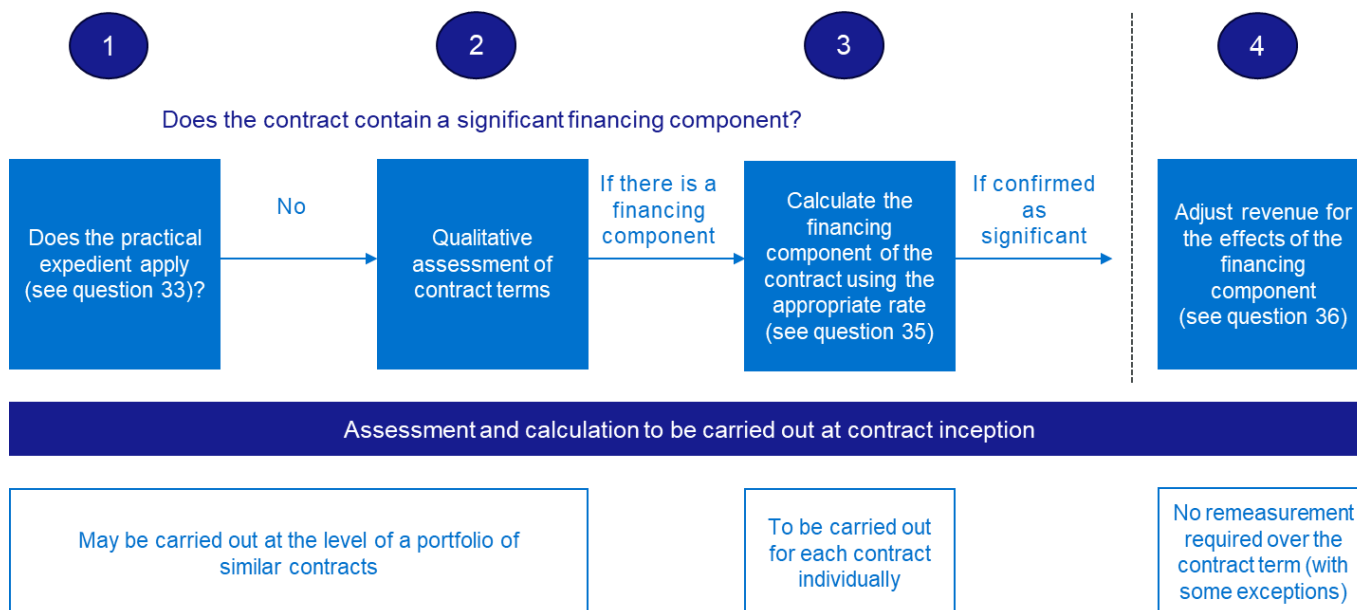 1
2
3
4
Does the contract contain a significant financing component?
Does the practical
expedient apply
(see question 33)?
No
Qualitative
assessment of
contract terms
If there is a
financing
component
Calculate the
financing
component of the
contract using the
appropriate rate
(see question 35)
If confirmed
as
significant
Adjust revenue for
the effects of the
financing
component
(see question 36)
Assessment and calculation to be carried out at contract inception
May be carried out at the level of a portfolio of
similar contracts
To be carried out
for each contract
individually
No remeasurement
required over the
contract term (with
some exceptions)